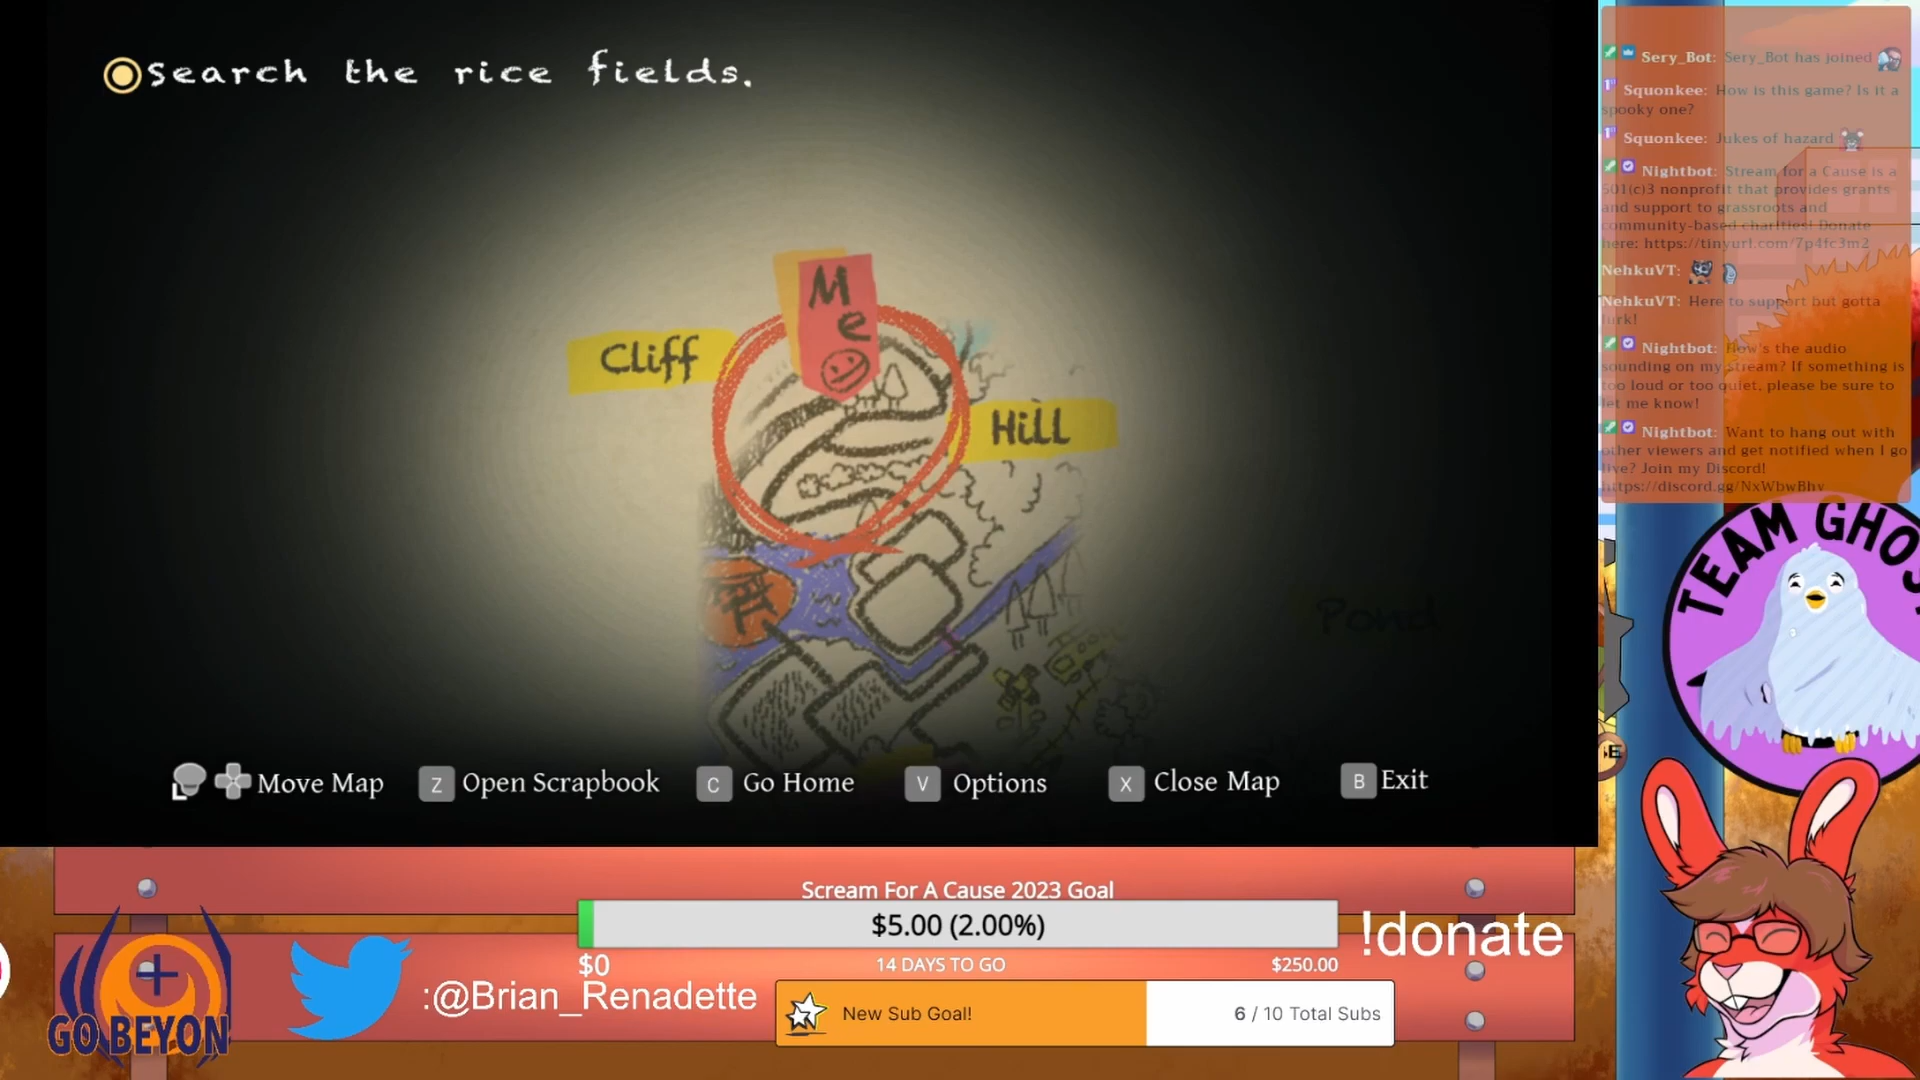 Search the rice fields.
Me
Cliff
Hill
Pond
Z Open Scrapbook
L Move Map
C Go Home
V Options
X Close Map
B Exit
Sery_Bot: Sery_Bot has joined
Squonkee: How is this game? Is it a
spooky one?
Squonkee: Jukes of hazard
Nightbot: Stream for a Cause is a
501(c)3 nonprofit that provides grants
and support to grassroots and
community-based charities! Donate
here: https://tinyurl.com/7p4fc3m2
NehkuVT:
NehkuVT: Here to support but gotta
lurk!
Nightbot: How's the audio
sounding on my stream? If something is
too loud or too quiet, please be sure to
let me know!
Nightbot: Want to hang out with
other viewers and get notified when I go
live? Join my Discord!
https://discord.gg/NxWbwBhv
TEAM GHOS
Scream For A Cause 2023 Goal
$5.00 (2.00%)
$0 14 DAYS TO GO $250.00
!donate
GO BEYON
:@Brian_Renadette
New Sub Goal! 6 / 10 Total Subs